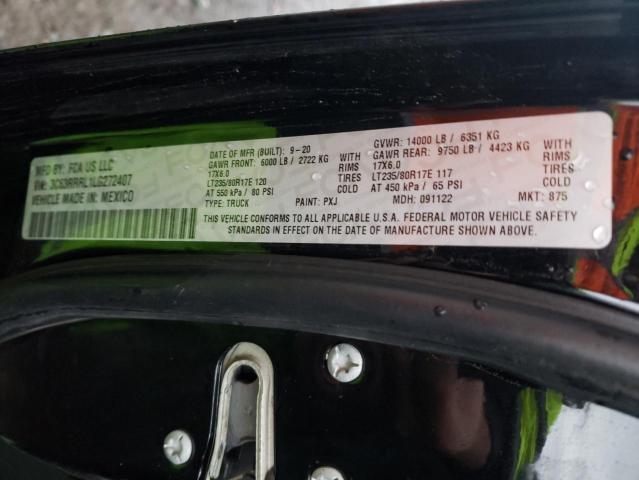 MFD BY: FCA US LLC
VIN: 3C63RRRL1LG272407
VEHICLE MADE IN: MEXICO
DATE OF MFR (BUILT): 9-20
GAWR FRONT: 6000 LB / 2722 KG
17X6.0
LT235/80R17E 120
AT 550 kPa / 80 PSI
TYPE: TRUCK
WITH
RIMS
TIRES
PAINT: PXJ
GVWR: 14000 LB / 6351 KG
GAWR REAR: 9750 LB / 4423 KG
17X6.0
LT235/80R17E 117
AT 450 kPa / 65 PSI
MDH: 091122
WITH
RIMS
TIRES
MKT: 875
THIS VEHICLE CONFORMS TO ALL APPLICABLE U.S.A. FEDERAL MOTOR VEHICLE SAFETY
STANDARDS IN EFFECT ON THE DATE OF MANUFACTURE SHOWN ABOVE.